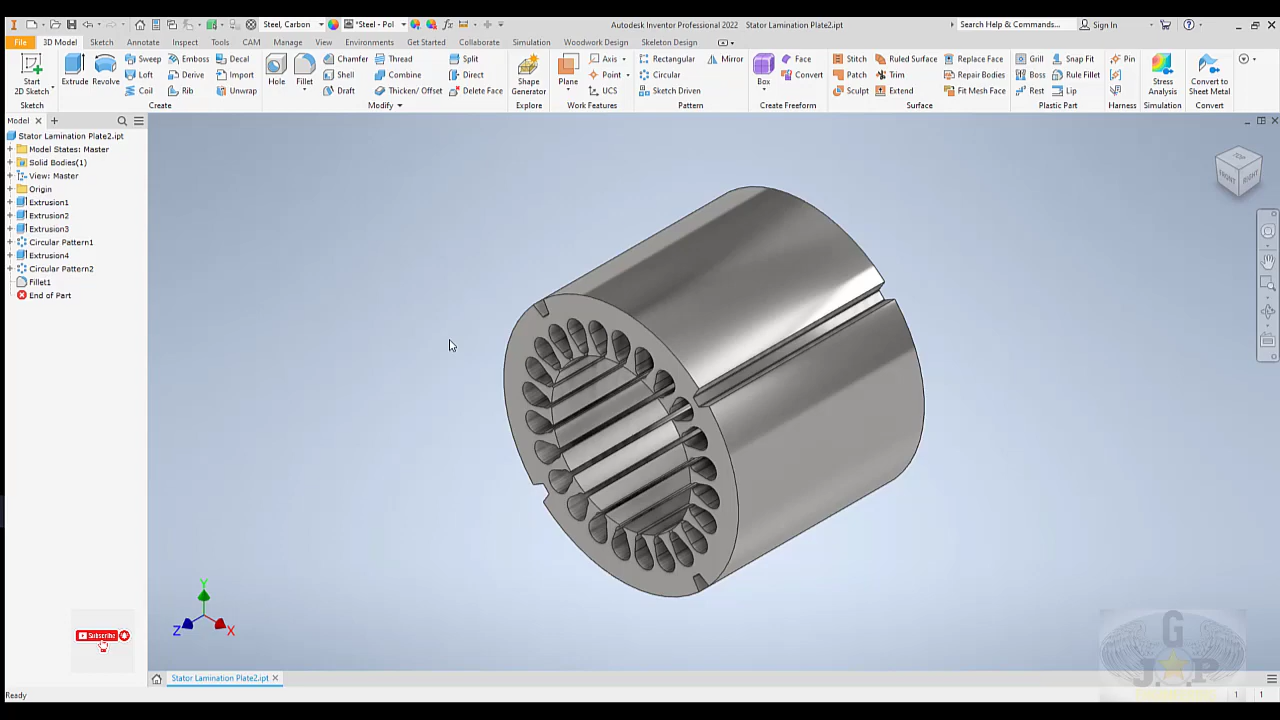 Steel, Carbon
*Steel - Pol
Autodesk Inventor Professional 2022 Stator Lamination Plate2.ipt
Search Help & Commands...
Sign In
File 3D Model Sketch Annotate Inspect Tools CAM Manage View Environments Get Started Collaborate Simulation Woodwork Design Skeleton Design
Start
2D Sketch
Sketch
Extrude
Revolve
Sweep
Loft
Coil
Emboss
Derive
Rib
Decal
Import
Unwrap
Create
Hole
Fillet
Chamfer
Shell
Draft
Thread
Combine
Thicken/ Offset
Split
Direct
Delete Face
Modify
Shape
Generator
Explore
Plane
Axis
Point
UCS
Work Features
Rectangular
Circular
Sketch Driven
Mirror
Pattern
Box
Face
Convert
Create Freeform
Stitch
Patch
Sculpt
Ruled Surface
Trim
Extend
Replace Face
Repair Bodies
Fit Mesh Face
Surface
Grill
Boss
Rest
Snap Fit
Rule Fillet
Lip
Plastic Part
Pin
Harness
Stress
Analysis
Simulation
Convert to
Sheet Metal
Convert
Model
Stator Lamination Plate2.ipt
Model States: Master
Solid Bodies(1)
View: Master
Origin
Extrusion1
Extrusion2
Extrusion3
Circular Pattern1
Extrusion4
Circular Pattern2
Fillet1
End of Part
TOP
FRONT
RIGHT
Y
Z
X
Subscribe
G
J P
Stator Lamination Plate2.ipt
Ready
1 1